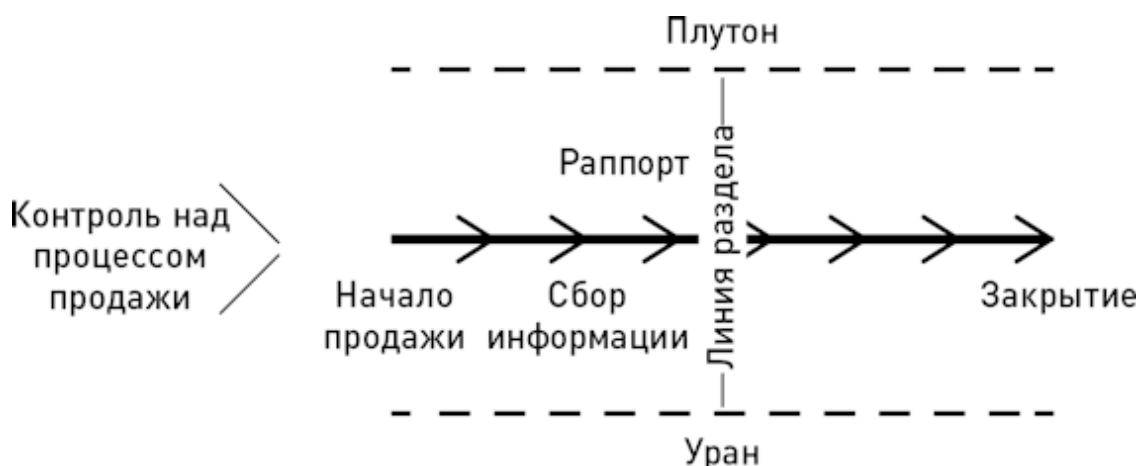 Плутон
Раппорт
Линия раздела
Контроль над
процессом
продажи
Начало
продажи
Сбор
информации
Закрытие
Уран